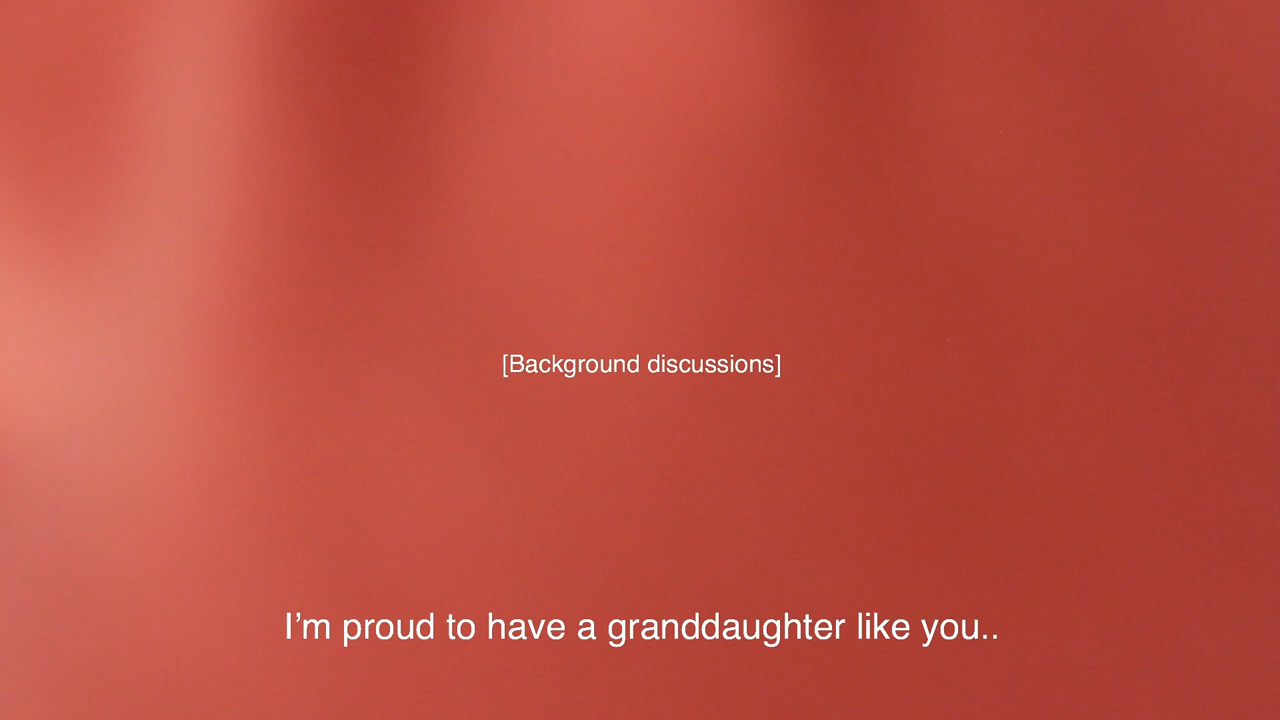 [Background discussions]
I’m proud to have a granddaughter like you..